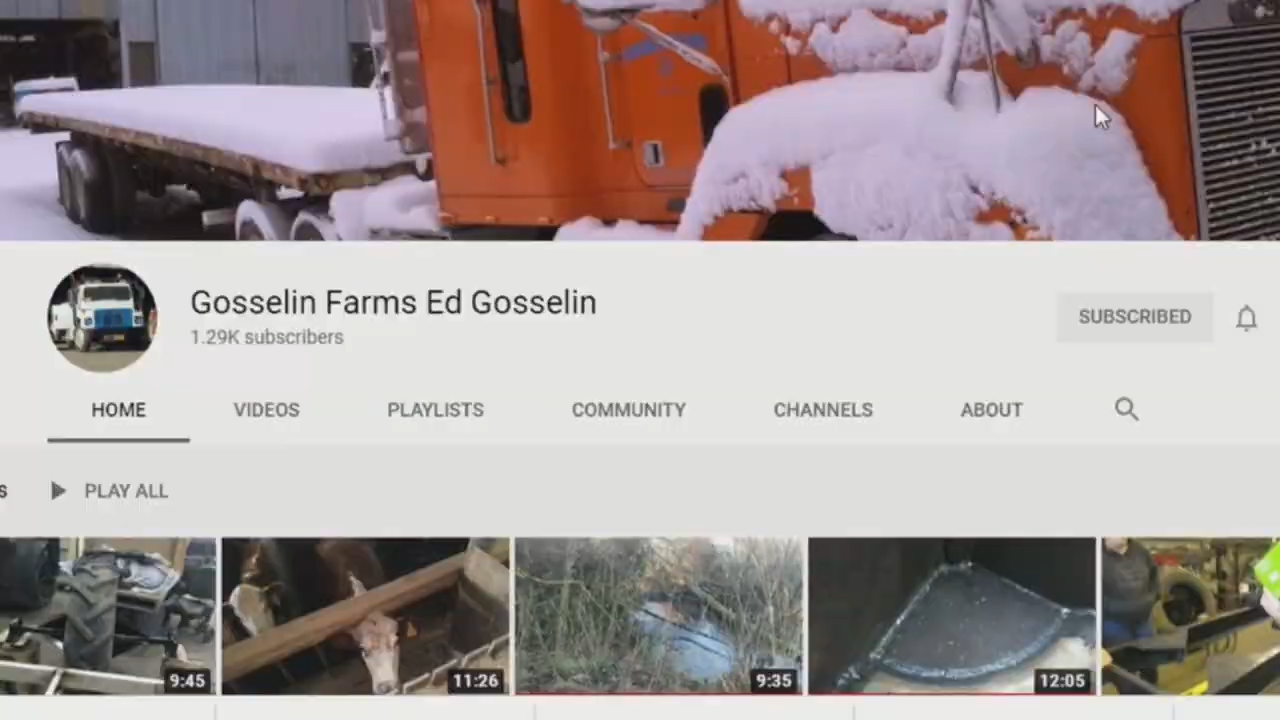 Gosselin Farms Ed Gosselin
1.29K subscribers
SUBSCRIBED
HOME VIDEOS PLAYLISTS COMMUNITY CHANNELS ABOUT
s PLAY ALL
9:45 11:26 9:35 12:05